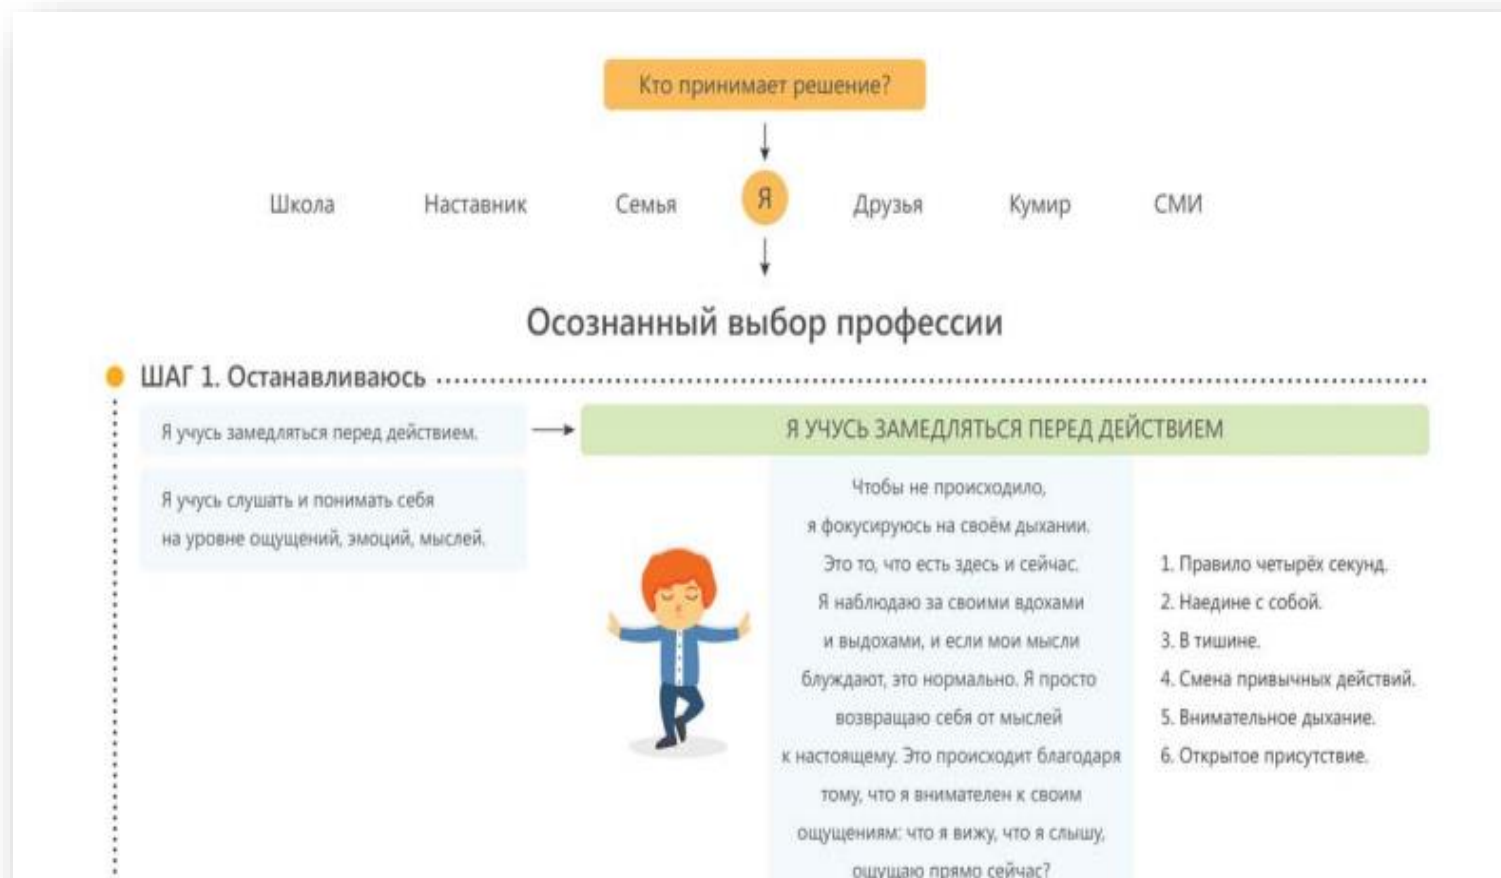 Кто принимает решение?
Школа Наставник Семья Я Друзья Кумир СМИ
Осознанный выбор профессии
ШАГ 1. Останавливаюсь
Я учусь замедляться перед действием.
Я учусь слушать и понимать себя
на уровне ощущений, эмоций, мыслей.
Я УЧУСЬ ЗАМЕДЛЯТЬСЯ ПЕРЕД ДЕЙСТВИЕМ
Чтобы не происходило,
я фокусируюсь на своём дыхании.
Это то, что есть здесь и сейчас.
Я наблюдаю за своими вдохами
и выдохами, и если мои мысли
блуждают, это нормально. Я просто
возвращаю себя от мыслей
к настоящему. Это происходит благодаря
тому, что я внимателен к своим
ощущениям: что я вижу, что я слышу,
ощущаю прямо сейчас?
1. Правило четырёх секунд.
2. Наедине с собой.
3. В тишине.
4. Смена привычных действий.
5. Внимательное дыхание.
6. Открытое присутствие.